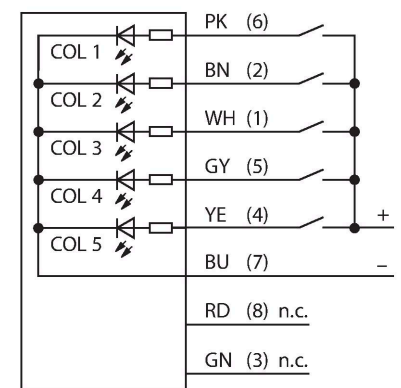 PK (6)
COL 1
BN (2)
COL 2
WH (1)
COL 3
GY (5)
COL 4
YE (4)
+
COL 5
BU (7)
–
RD (8) n.c.
GN (3) n.c.